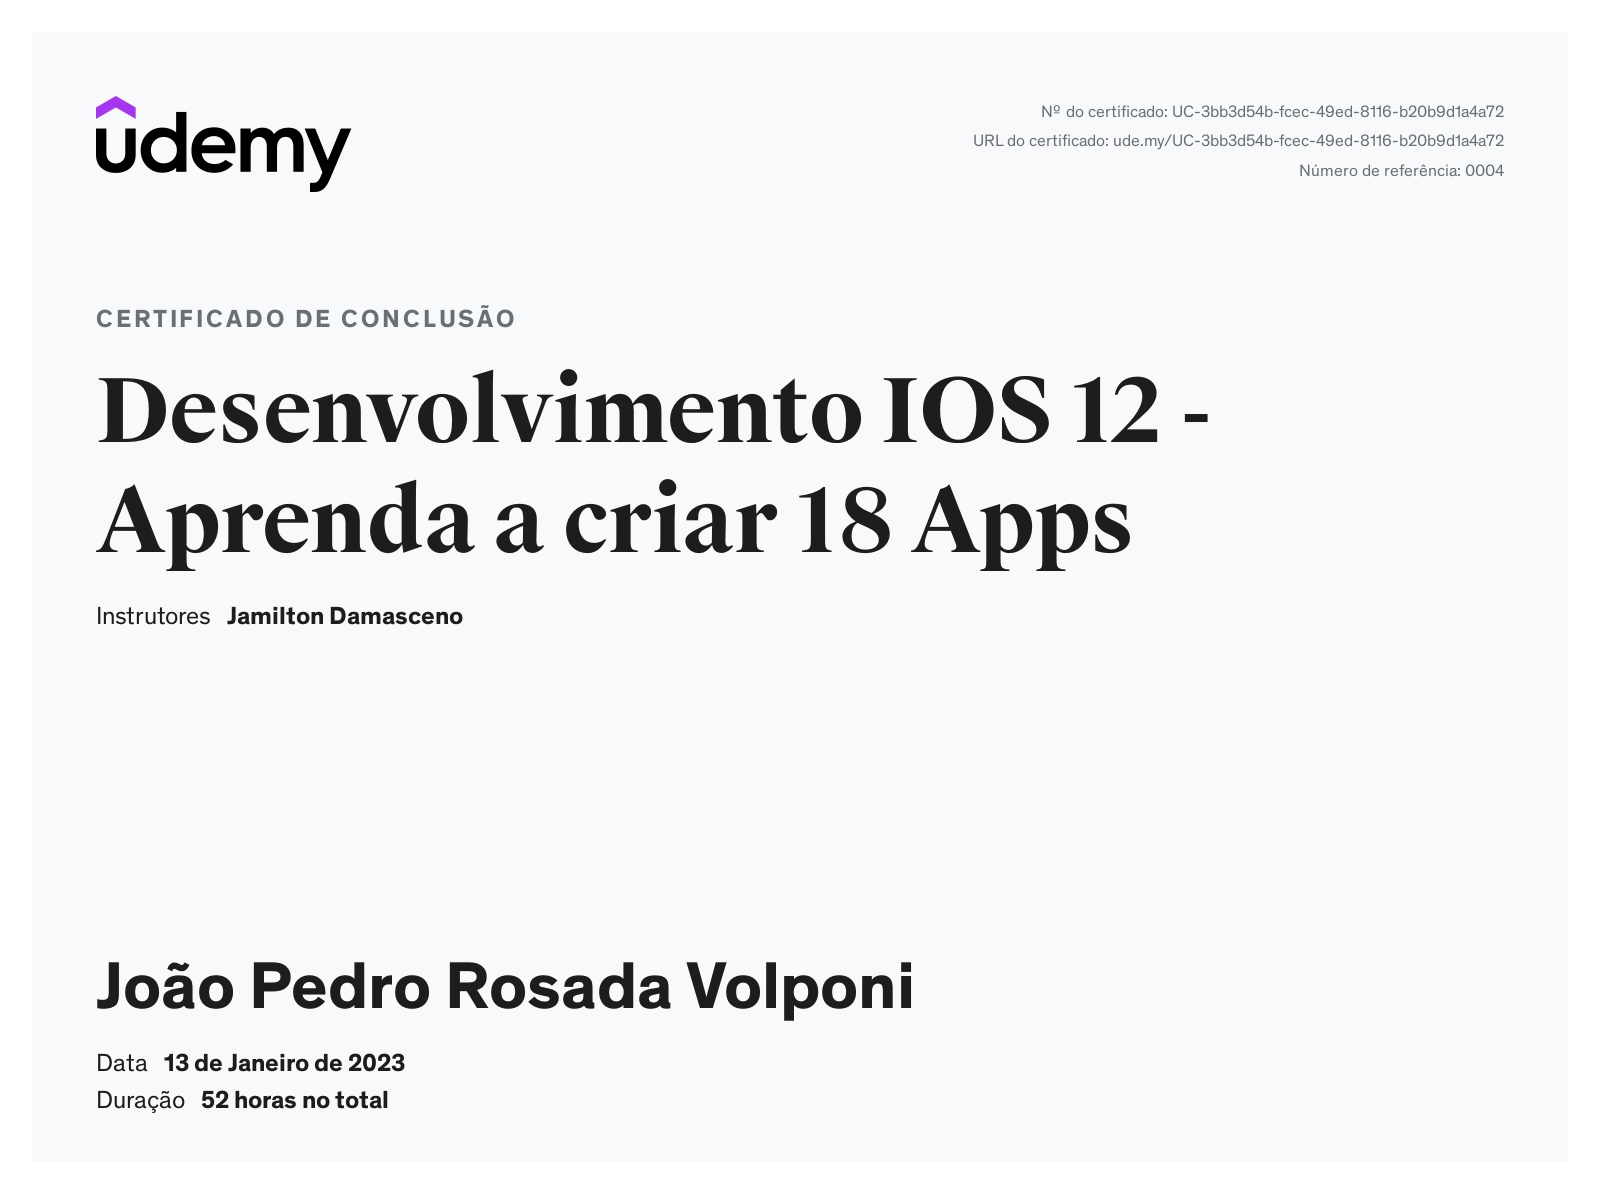 udemy
Nº do certificado: UC-3bb3d54b-fcec-49ed-8116-b20b9d1a4a72
URL do certificado: ude.my/UC-3bb3d54b-fcec-49ed-8116-b20b9d1a4a72
Número de referência: 0004
CERTIFICADO DE CONCLUSÃO
Desenvolvimento IOS 12 -
Aprenda a criar 18 Apps
Instrutores Jamilton Damasceno
João Pedro Rosada Volponi
Data 13 de Janeiro de 2023
Duração 52 horas no total